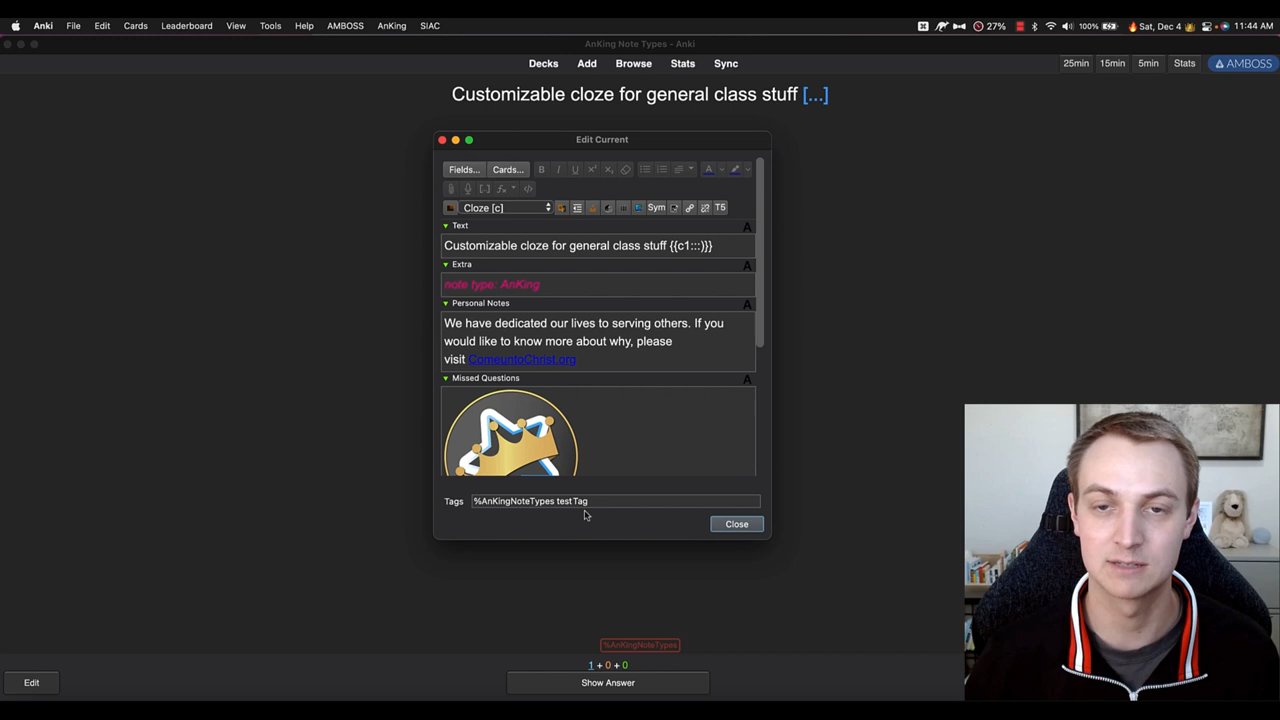 Anki File Edit Cards Leaderboard View Tools Help AMBOSS AnKing SIAC 27% 100% Sat, Dec 4 11:44 AM
AnKing Note Types - Anki
Decks Add Browse Stats Sync 25min 15min 5min Stats AMBOSS
Customizable cloze for general class stuff [...]
Edit Current
Fields... Cards... B I U
Cloze [c] Sym T5
Text A
Customizable cloze for general class stuff {{c1:::)}}
Extra A
note type: AnKing
Personal Notes A
We have dedicated our lives to serving others. If you
would like to know more about why, please
visit ComeuntoChrist.org
Missed Questions A
Tags %AnKingNoteTypes testTag
Close
%AnKingNoteTypes
1 + 0 + 0
Edit Show Answer